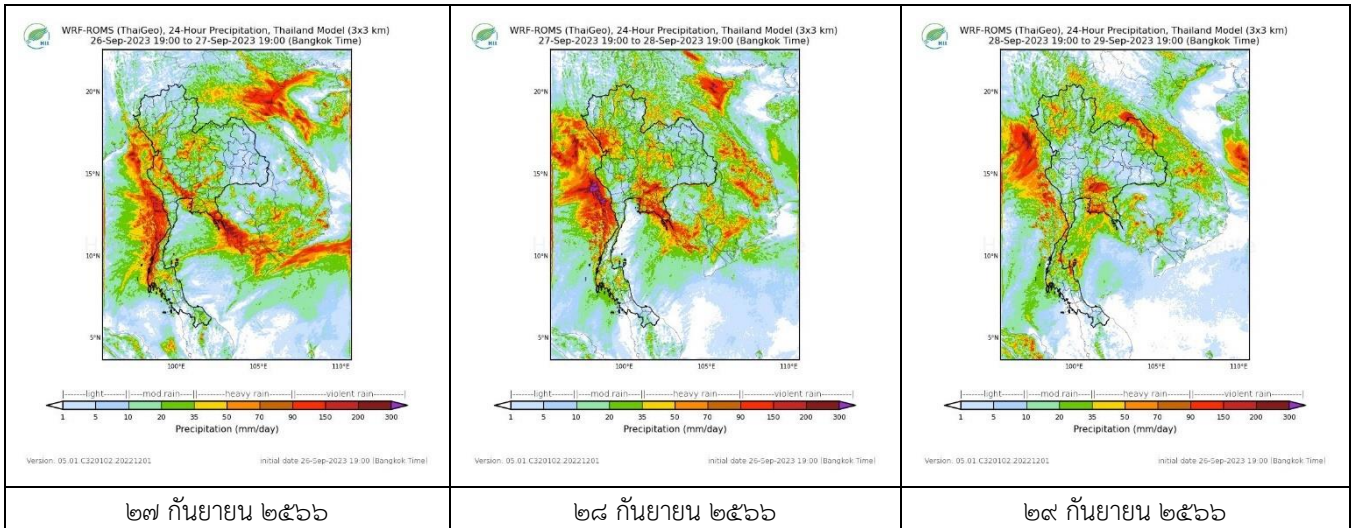 WRF-ROMS (ThaiGeo), 24-Hour Precipitation, Thailand Model (3x3 km)
26-Sep-2023 19:00 to 27-Sep-2023 19:00 (Bangkok Time)
HII
20°N
15°N
10°N
5°N
100°E 105°E 110°E
|-------light-------||---mod rain---||-------heavy rain-------||-------violent rain-------|
1 5 10 20 35 50 70 90 150 200 300
Precipitation (mm/day)
Version: 05.01.C320102.20221201 initial date 26-Sep-2023 19:00 (Bangkok Time)
๒๗ กันยายน ๒๕๖๖
WRF-ROMS (ThaiGeo), 24-Hour Precipitation, Thailand Model (3x3 km)
27-Sep-2023 19:00 to 28-Sep-2023 19:00 (Bangkok Time)
HII
20°N
15°N
10°N
5°N
100°E 105°E 110°E
|-------light-------||---mod rain---||-------heavy rain-------||-------violent rain-------|
1 5 10 20 35 50 70 90 150 200 300
Precipitation (mm/day)
Version: 05.01.C320102.20221201 initial date 26-Sep-2023 19:00 (Bangkok Time)
๒๘ กันยายน ๒๕๖๖
WRF-ROMS (ThaiGeo), 24-Hour Precipitation, Thailand Model (3x3 km)
28-Sep-2023 19:00 to 29-Sep-2023 19:00 (Bangkok Time)
HII
20°N
15°N
10°N
5°N
100°E 105°E 110°E
|-------light-------||---mod rain---||-------heavy rain-------||-------violent rain-------|
1 5 10 20 35 50 70 90 150 200 300
Precipitation (mm/day)
Version: 05.01.C320102.20221201 initial date 26-Sep-2023 19:00 (Bangkok Time)
๒๙ กันยายน ๒๕๖๖